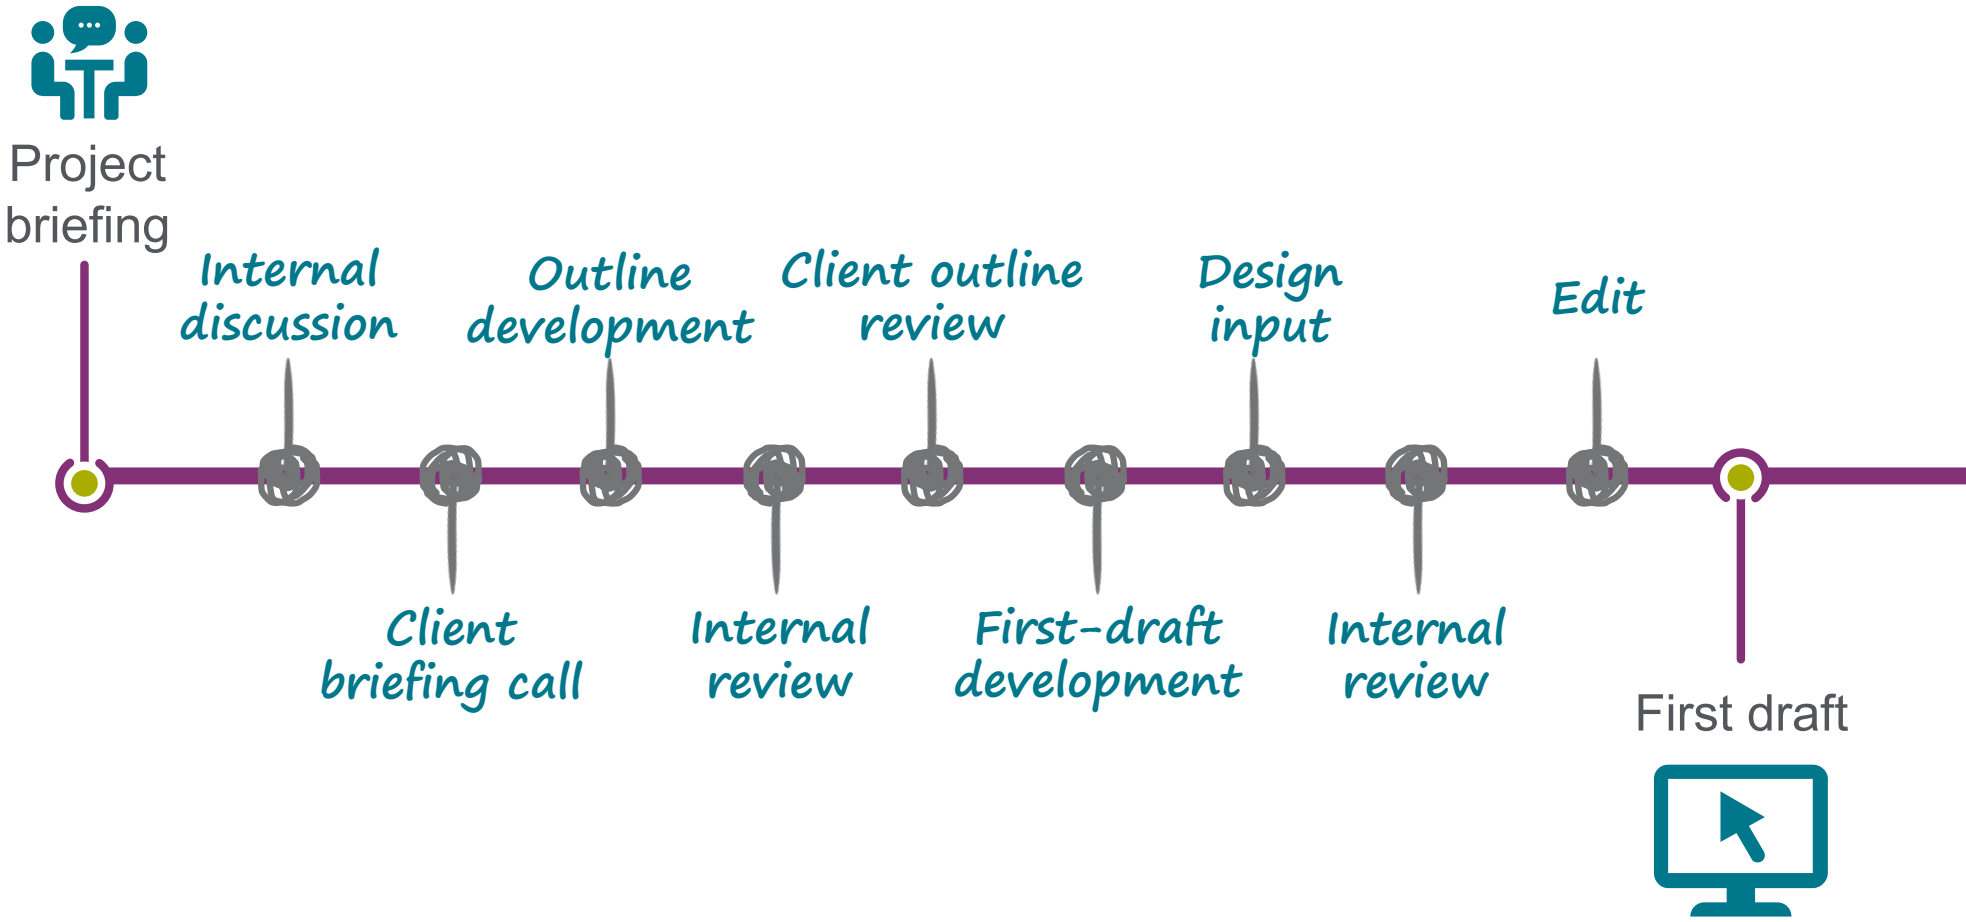 Project
briefing
Internal
discussion
Client
briefing call
Outline
development
Internal
review
Client outline
review
First-draft
development
Design
input
Internal
review
Edit
First draft